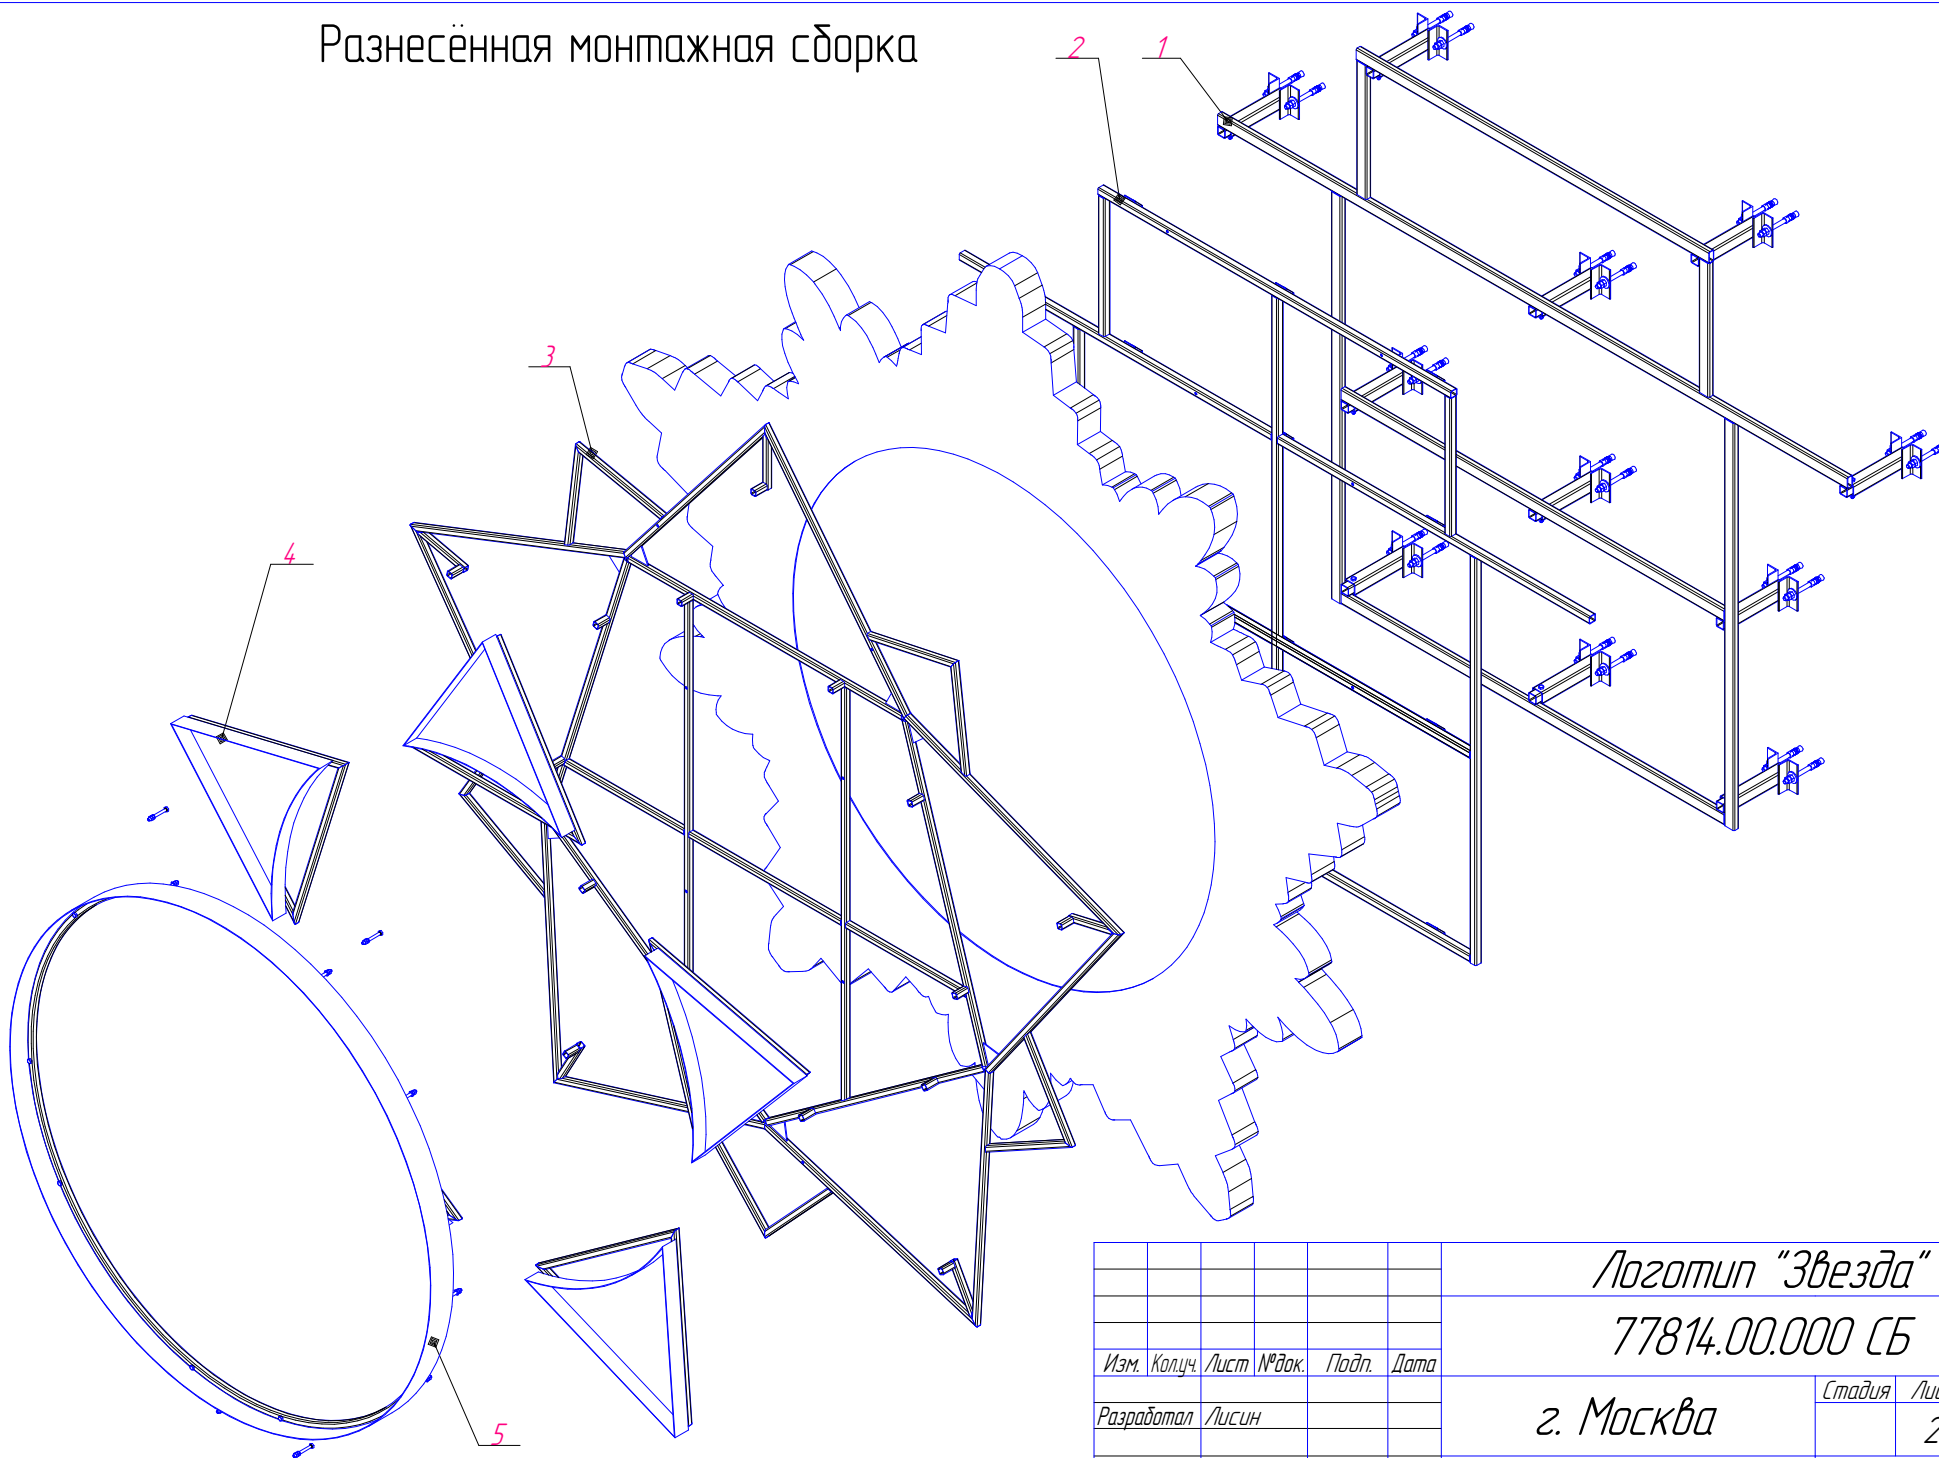 Разнесённая монтажная сборка
2
1
3
4
5
Логотип "Звезда"
77814.00.000 СБ
Изм. Кол.уч. Лист №док. Подп. Дата
Стадия
Разработал Лисин
г. Москва
2